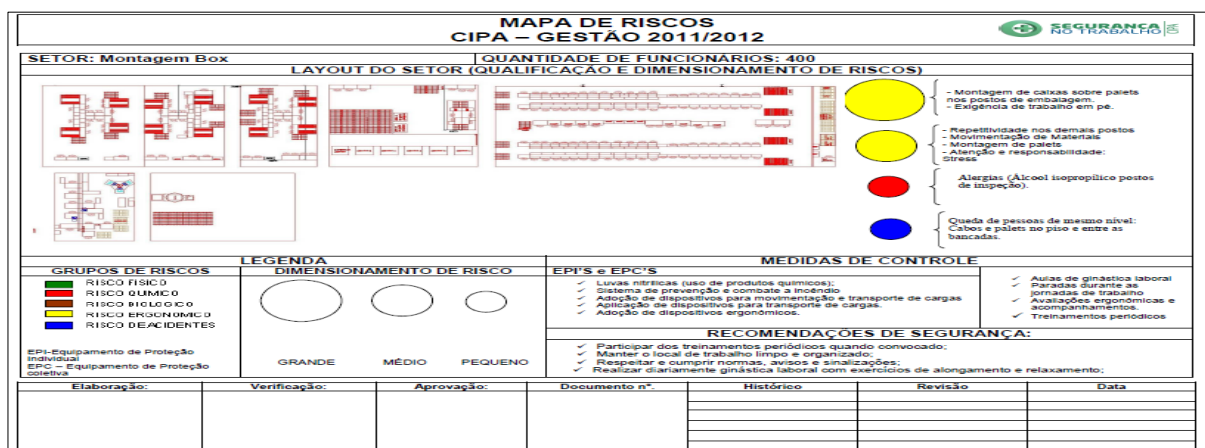 MAPA DE RISCOS
CIPA – GESTÃO 2011/2012
SEGURANÇA
NO TRABALHO
SETOR: Montagem Box
QUANTIDADE DE FUNCIONÁRIOS: 400
LAYOUT DO SETOR (QUALIFICAÇÃO E DIMENSIONAMENTO DE RISCOS)
- Montagem de caixas sobre palets
nos postos de embalagem.
- Exigência de trabalho em pé.
- Repetitividade nos demais postos
- Movimentação de Materiais
- Montagem de palets
- Atenção e responsabilidade:
Stress
Alergias (Álcool isopropílico postos
de inspeção).
Queda de pessoas de mesmo nível:
Cabos e palets no piso e entre as
bancadas.
LEGENDA
GRUPOS DE RISCOS
RISCO FISICO
RISCO QUIMICO
RISCO BIOLOGICO
RISCO ERGONOMICO
RISCO DE ACIDENTES
EPI-Equipamento de Proteção
Individual
EPC – Equipamento de Proteção
coletiva
DIMENSIONAMENTO DE RISCO
GRANDE
MÉDIO
PEQUENO
MEDIDAS DE CONTROLE
EPI'S e EPC'S
✓ Luvas nitrílicas (uso de produtos químicos);
✓ Sistema de prevenção e combate a incêndio
✓ Adoção de dispositivos para movimentação e transporte de cargas
✓ Aplicação de dispositivos para transporte de cargas.
✓ Adoção de dispositivos ergonômicos.
✓ Aulas de ginástica laboral
✓ Paradas durante as
jornadas de trabalho
✓ Avaliações ergonômicas e
acompanhamentos.
✓ Treinamentos periódicos
RECOMENDAÇÕES DE SEGURANÇA:
✓ Participar dos treinamentos periódicos quando convocado;
✓ Manter o local de trabalho limpo e organizado;
✓ Respeitar e cumprir normas, avisos e sinalizações;
✓ Realizar diariamente ginástica laboral com exercícios de alongamento e relaxamento;
Elaboração:
Verificação:
Aprovação:
Documento nº.
Histórico
Revisão
Data